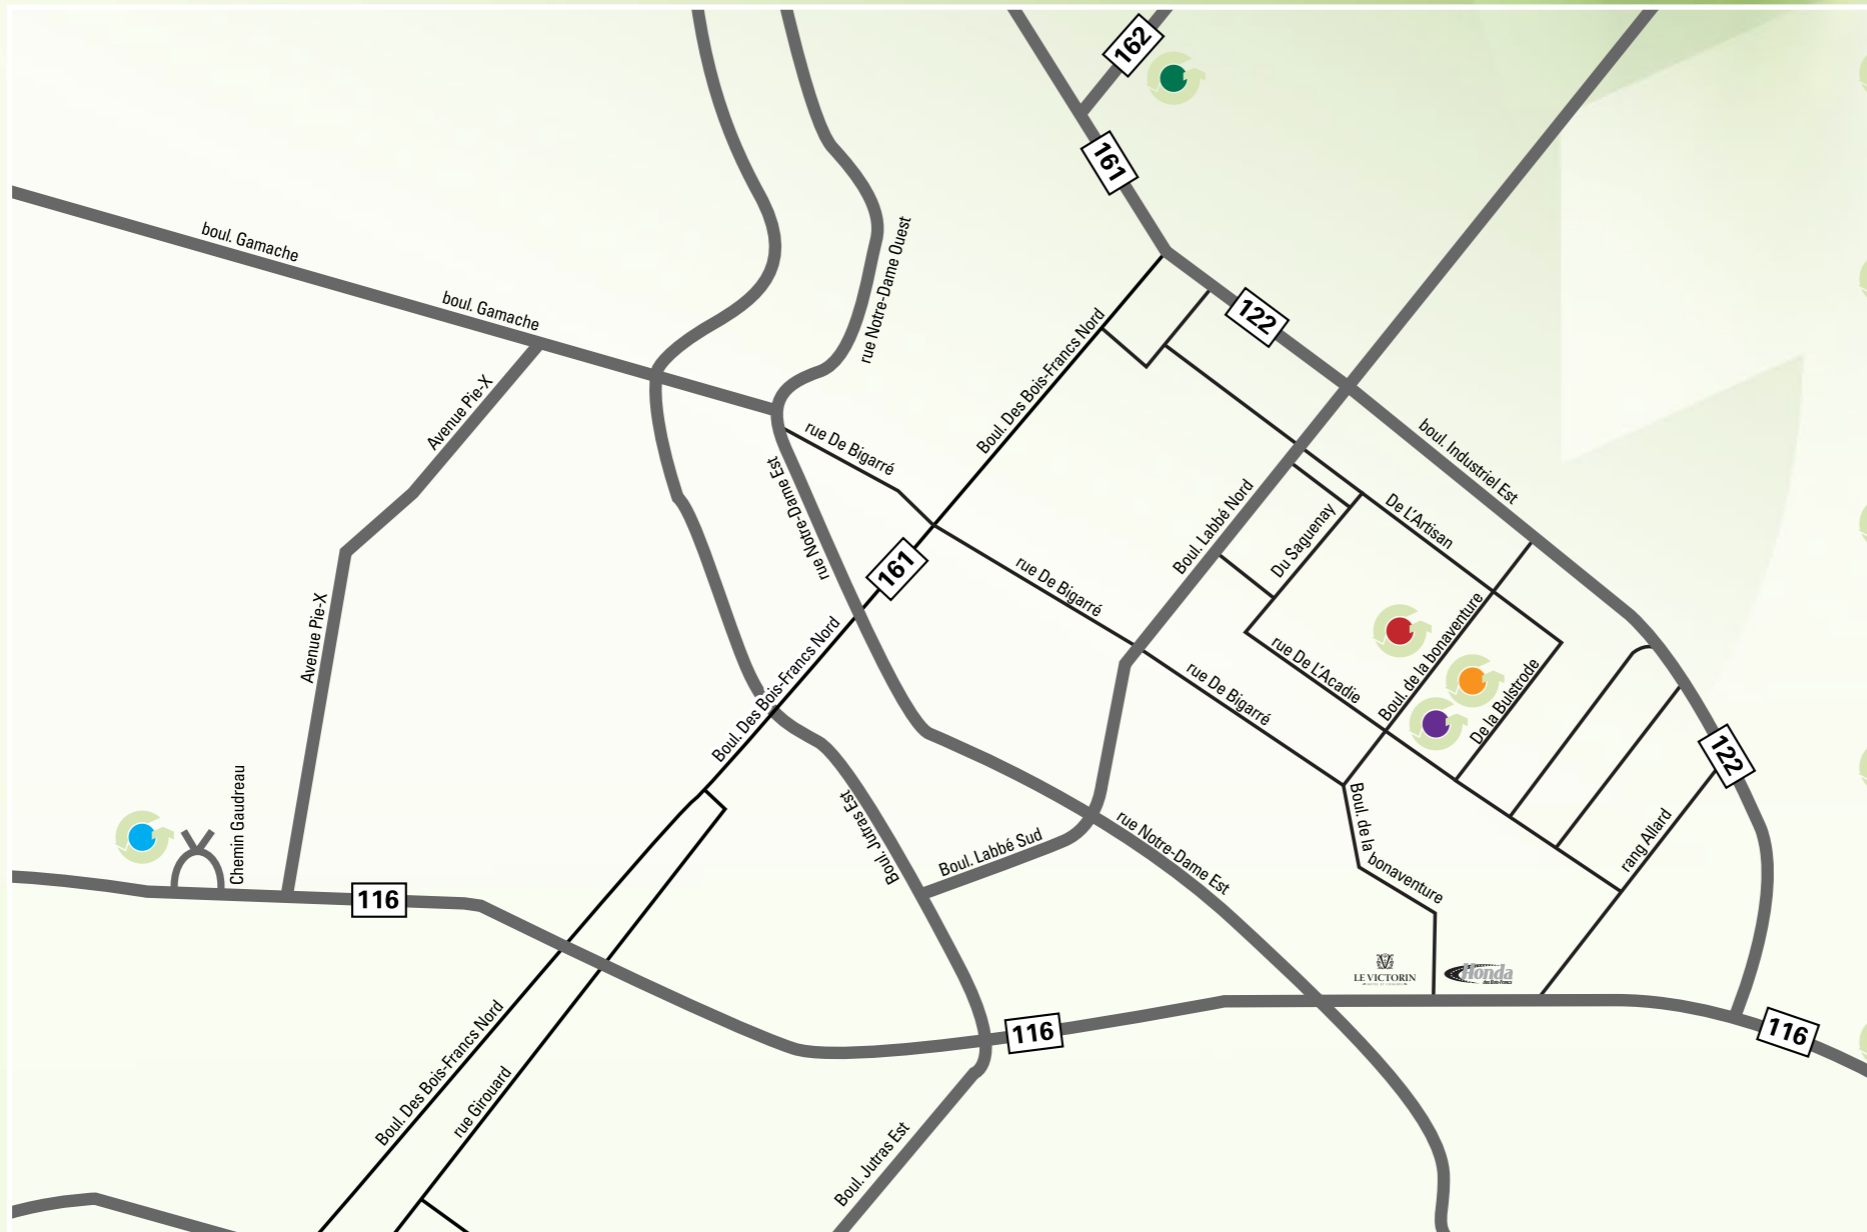 162
161
boul. Gamache
rue Notre-Dame Ouest
boul. Gamache
122
Boul. Des Bois-Francs Nord
Avenue Pie-X
rue De Bigarré
boul. Industriel Est
rue Notre-Dame Est
De L'Artisan
Boul. Labbé Nord
Du Saguenay
161
rue De Bigarré
Avenue Pie-X
Boul. Des Bois-Francs Nord
rue De L'Acadie
Boul. de la bonaventure
De la Bulstrode
rue De Bigarré
122
Chemin Gaudreau
Boul. Jutras Est
Boul. Labbé Sud
rue Notre-Dame Est
Boul. de la
bonaventure
rang Allard
116
LE VICTORIN
Honda
116
116
Boul. Des Bois-Francs Nord
rue Girouard
Boul. Jutras Est